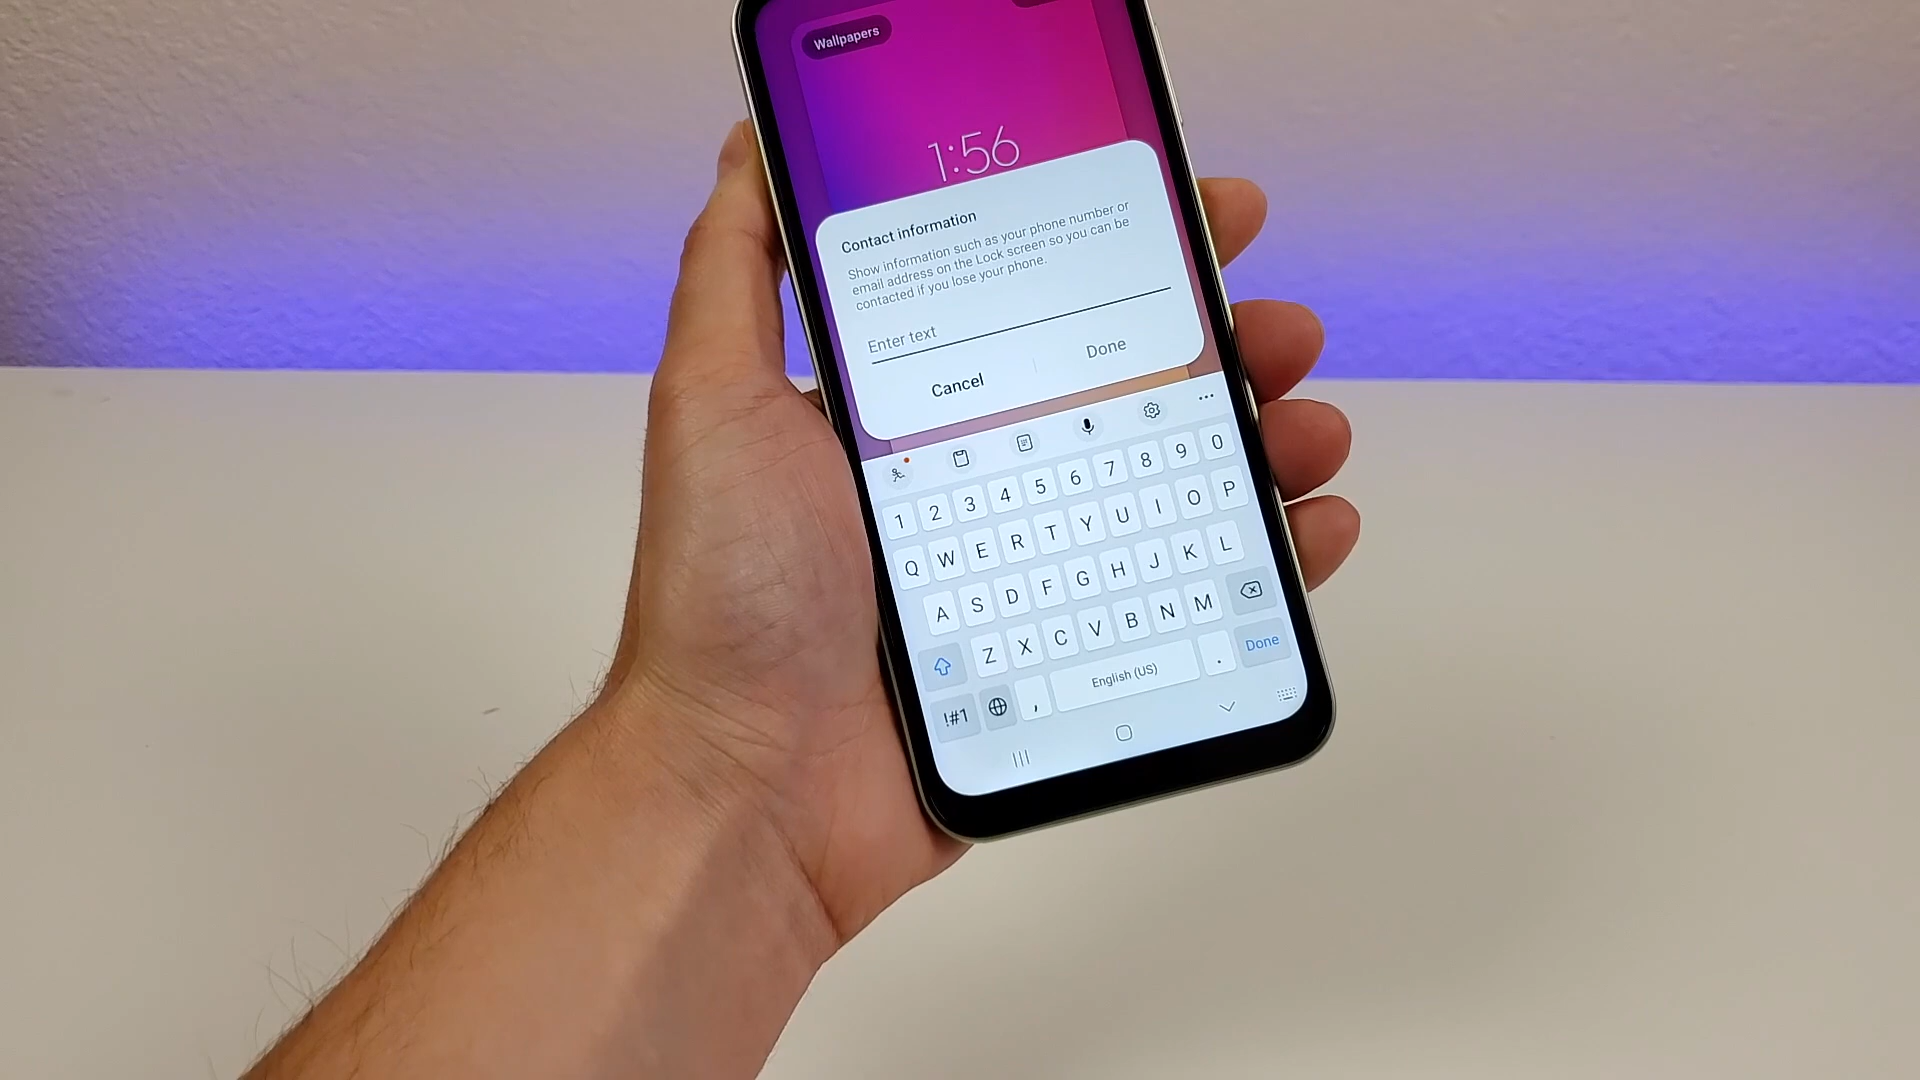 Wallpapers
1:56
Contact information
Show information such as your phone number or
email address on the Lock screen so you can be
contacted if you lose your phone.
Enter text
Cancel Done
1 2 3 4 5 6 7 8 9 0
Q W E R T Y U I O P
A S D F G H J K L
Z X C V B N M
!#1 , English (US) . Done